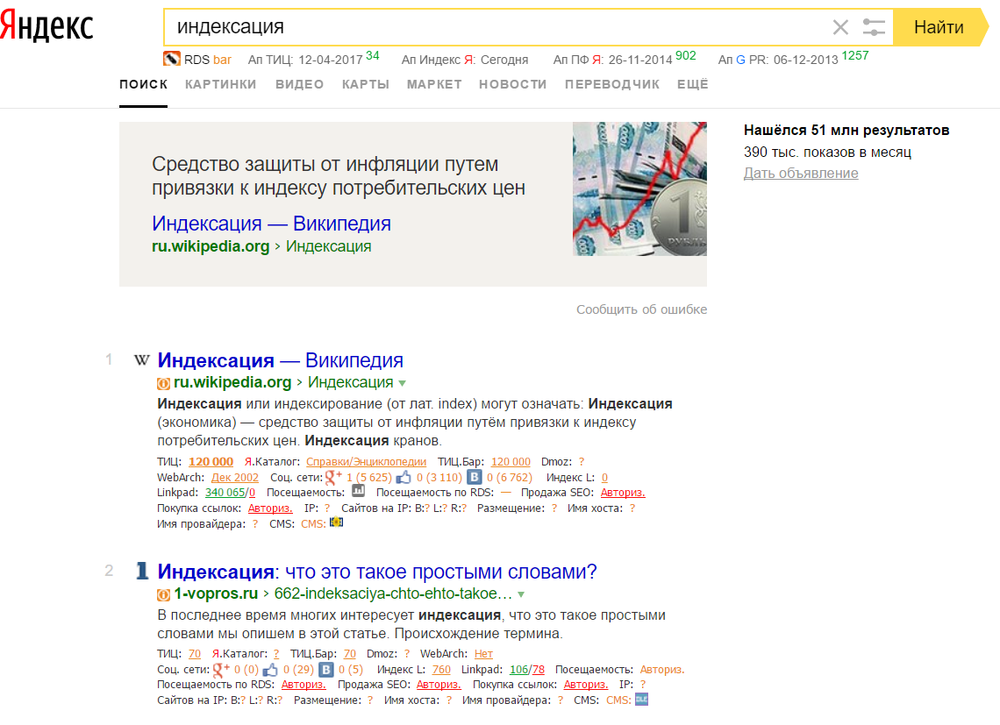 Яндекс
индексация
Найти
RDS bar Ап ТИЦ: 12-04-2017 34 Ап Индекс Я: Сегодня Ап ПФ Я: 26-11-2014 902 Ап G PR: 06-12-2013 1257
ПОИСК КАРТИНКИ ВИДЕО КАРТЫ МАРКЕТ НОВОСТИ ПЕРЕВОДЧИК ЕЩЁ
Средство защиты от инфляции путем
привязки к индексу потребительских цен
Индексация — Википедия
ru.wikipedia.org › Индексация
1
РУБЛЬ
Нашёлся 51 млн результатов
390 тыс. показов в месяц
Дать объявление
Сообщить об ошибке
1 W Индексация — Википедия
ru.wikipedia.org › Индексация
Индексация или индексирование (от лат. index) могут означать: Индексация
(экономика) — средство защиты от инфляции путём привязки к индексу
потребительских цен. Индексация кранов.
ТИЦ: 120 000 Я.Каталог: Справки/Энциклопедии ТИЦ.Бар: 120 000 Dmoz: ?
WebArch: Дек 2002 Соц. сети: g+ 1 (5 625) 0 (3 110) B 0 (6 762) Индекс L: 0
Linkpad: 340 065/0 Посещаемость: Посещаемость по RDS: — Продажа SEO: Авториз.
Покупка ссылок: Авториз. IP: ? Сайтов на IP: B:? L:? R:? Размещение: ? Имя хоста: ?
Имя провайдера: ? CMS: CMS:
2 1 Индексация: что это такое простыми словами?
1-vopros.ru › 662-indeksaciya-chto-ehto-takoe…
В последнее время многих интересует индексация, что это такое простыми
словами мы опишем в этой статье. Происхождение термина.
ТИЦ: 70 Я.Каталог: ? ТИЦ.Бар: 70 Dmoz: ? WebArch: Нет
Соц. сети: g+ 0 (0) 0 (29) B 0 (5) Индекс L: 760 Linkpad: 106/78 Посещаемость: Авториз.
Посещаемость по RDS: Авториз. Продажа SEO: Авториз. Покупка ссылок: Авториз. IP: ?
Сайтов на IP: B:? L:? R:? Размещение: ? Имя хоста: ? Имя провайдера: ? CMS: CMS: DLE